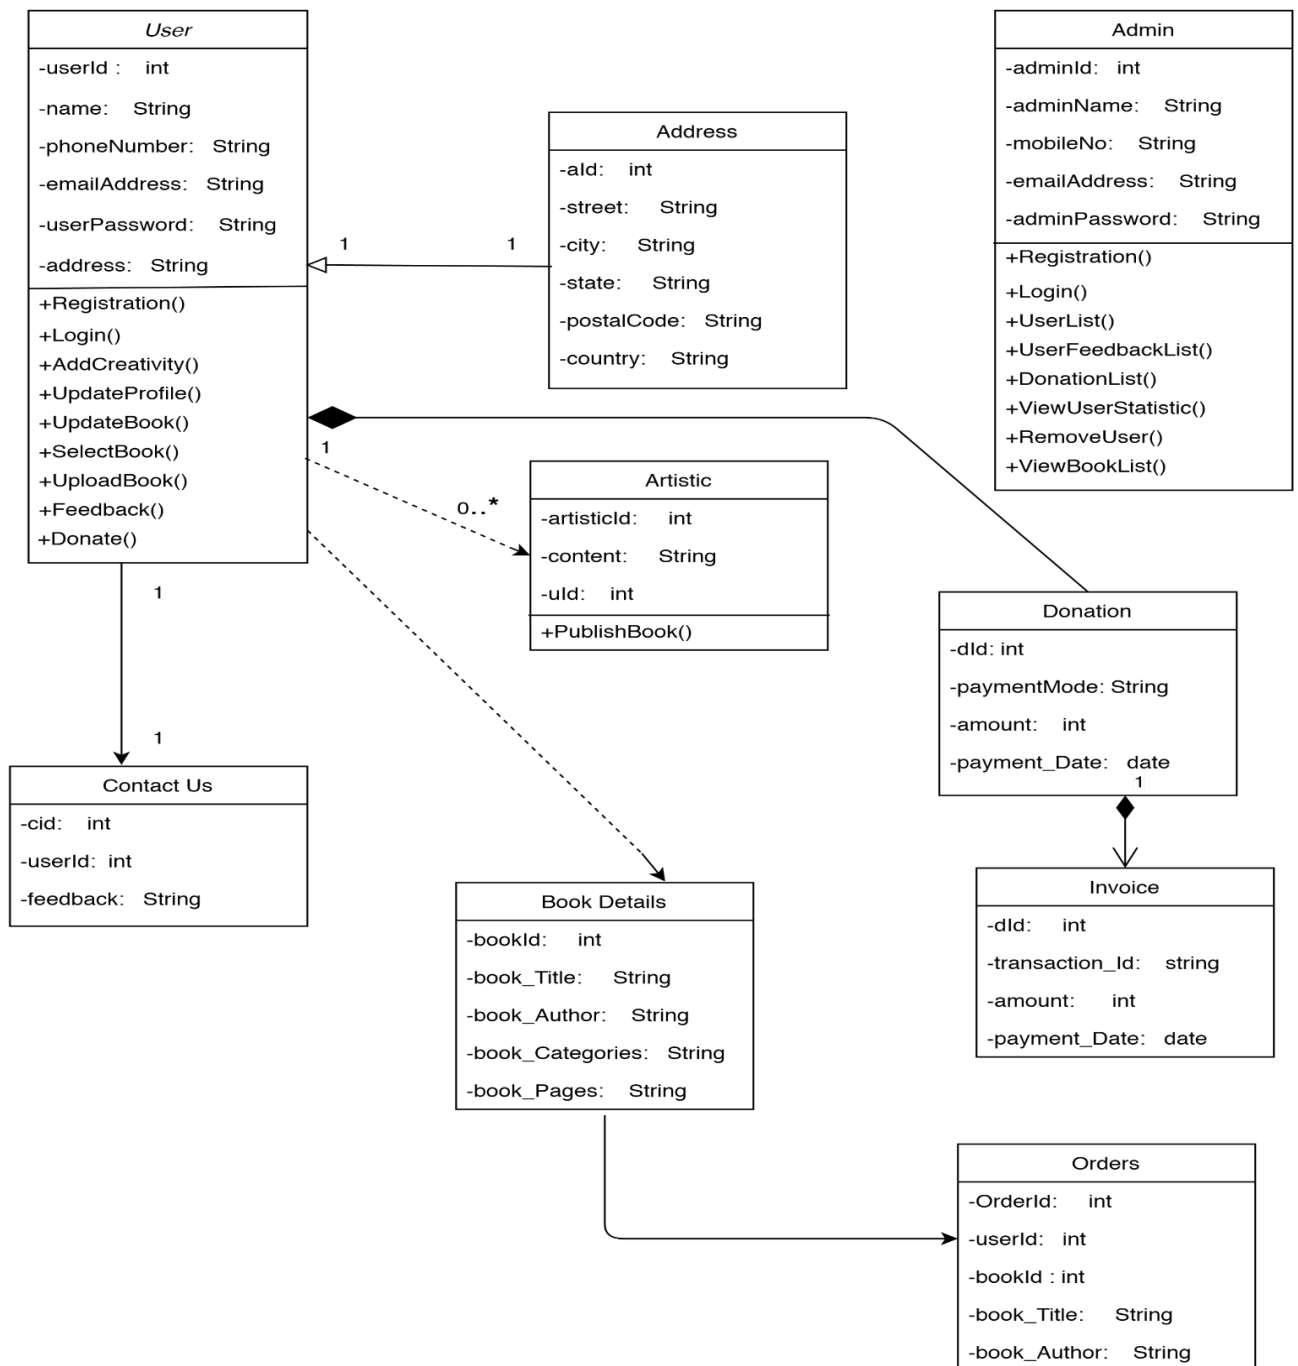 User
-userId :   int
-name:   String
-phoneNumber:  String
-emailAddress:  String
-userPassword:  String
-address:  String
+Registration()
+Login()
+AddCreativity()
+UpdateProfile()
+UpdateBook()
+SelectBook()
+UploadBook()
+Feedback()
+Donate()
1
1
Address
-aId:   int
-street:   String
-city:   String
-state:   String
-postalCode:  String
-country:   String
Admin
-adminId:  int
-adminName:   String
-mobileNo:   String
-emailAddress:   String
-adminPassword:   String
+Registration()
+Login()
+UserList()
+UserFeedbackList()
+DonationList()
+ViewUserStatistic()
+RemoveUser()
+ViewBookList()
1
0..*
Artistic
-artisticId:   int
-content:   String
-uId:   int
+PublishBook()
1
1
Contact Us
-cid:   int
-userId:  int
-feedback:   String
Donation
-dId: int
-paymentMode: String
-amount:   int
-payment_Date:  date
1
Invoice
-dId:   int
-transaction_Id:   string
-amount:   int
-payment_Date:  date
Book Details
-bookId:   int
-book_Title:   String
-book_Author:   String
-book_Categories:  String
-book_Pages:   String
Orders
-OrderId:   int
-userId:  int
-bookId : int
-book_Title:   String
-book_Author:   String